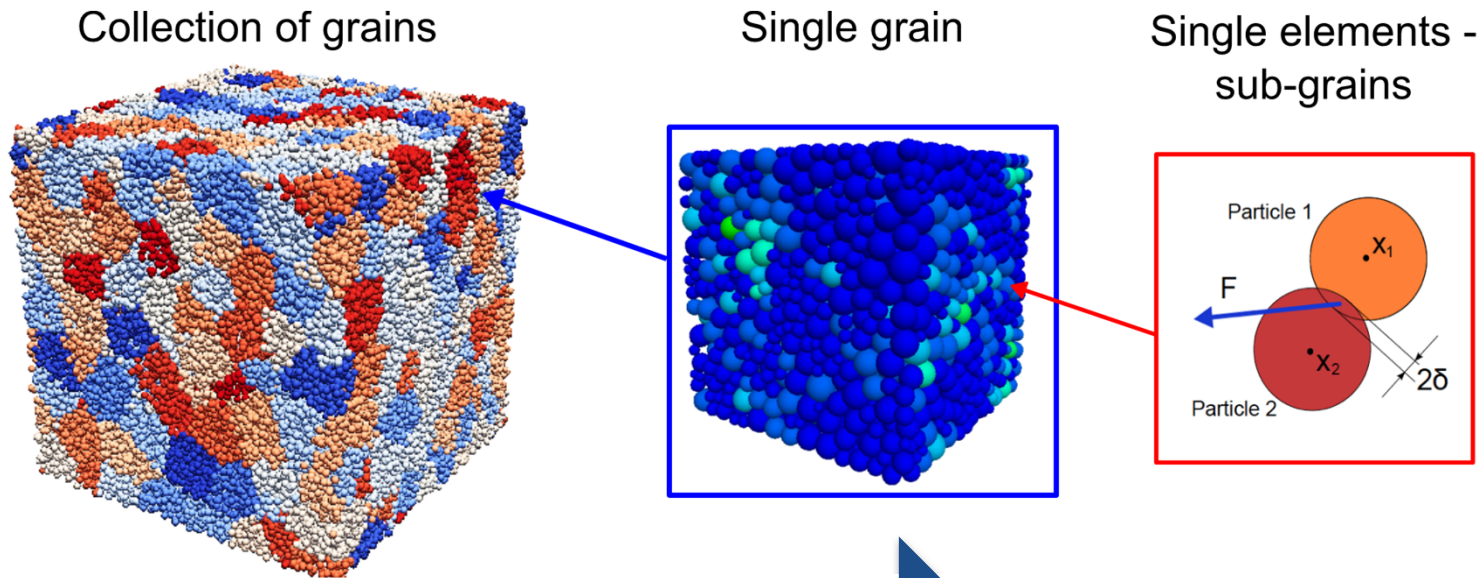 Collection of grains
Single grain
Single elements -
sub-grains
Particle 1
x₁
F
x₂
2δ
Particle 2